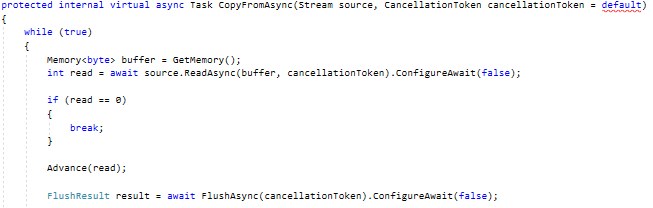 protected internal virtual async Task CopyFromAsync(Stream source, CancellationToken cancellationToken = default)
{
    while (true)
    {
        Memory<byte> buffer = GetMemory();
        int read = await source.ReadAsync(buffer, cancellationToken).ConfigureAwait(false);

        if (read == 0)
        {
            break;
        }

        Advance(read);

        FlushResult result = await FlushAsync(cancellationToken).ConfigureAwait(false);